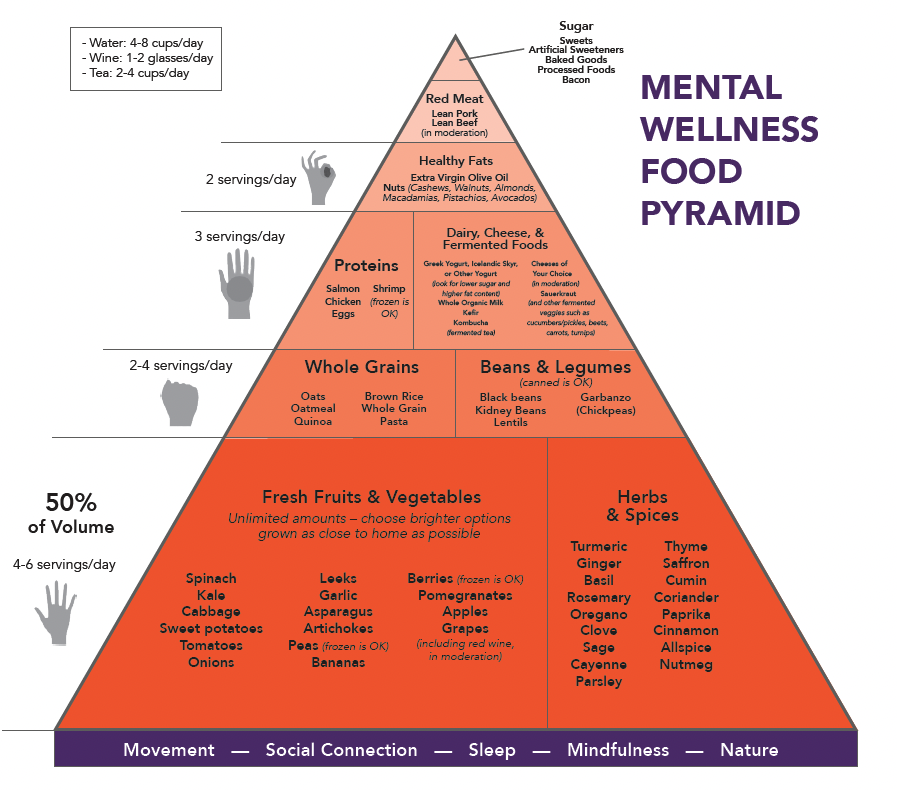 - Water: 4-8 cups/day
- Wine: 1-2 glasses/day
- Tea: 2-4 cups/day
Sugar
Sweets
Artificial Sweeteners
Baked Goods
Processed Foods
Bacon
MENTAL
WELLNESS
FOOD
PYRAMID
Red Meat
Lean Pork
Lean Beef
(in moderation)
2 servings/day
Healthy Fats
Extra Virgin Olive Oil
Nuts (Cashews, Walnuts, Almonds,
Macadamias, Pistachios, Avocados)
3 servings/day
Proteins
Salmon
Chicken
Eggs
Shrimp
(frozen is
OK)
Dairy, Cheese, &
Fermented Foods
Greek Yogurt, Icelandic Skyr,
or Other Yogurt
(look for lower sugar and
higher fat content)
Whole Organic Milk
Kefir
Kombucha
(fermented tea)
Cheeses of
Your Choice
(in moderation)
Sauerkraut
(and other fermented
veggies such as
cucumbers/pickles, beets,
carrots, turnips)
2-4 servings/day
Whole Grains
Oats
Oatmeal
Quinoa
Brown Rice
Whole Grain
Pasta
Beans & Legumes
(canned is OK)
Black beans
Kidney Beans
Lentils
Garbanzo
(Chickpeas)
50%
of Volume
4-6 servings/day
Fresh Fruits & Vegetables
Unlimited amounts – choose brighter options
grown as close to home as possible
Spinach
Kale
Cabbage
Sweet potatoes
Tomatoes
Onions
Leeks
Garlic
Asparagus
Artichokes
Peas (frozen is OK)
Bananas
Berries (frozen is OK)
Pomegranates
Apples
Grapes
(including red wine,
in moderation)
Herbs
& Spices
Turmeric
Ginger
Basil
Rosemary
Oregano
Clove
Sage
Cayenne
Parsley
Thyme
Saffron
Cumin
Coriander
Paprika
Cinnamon
Allspice
Nutmeg
Movement — Social Connection — Sleep — Mindfulness — Nature